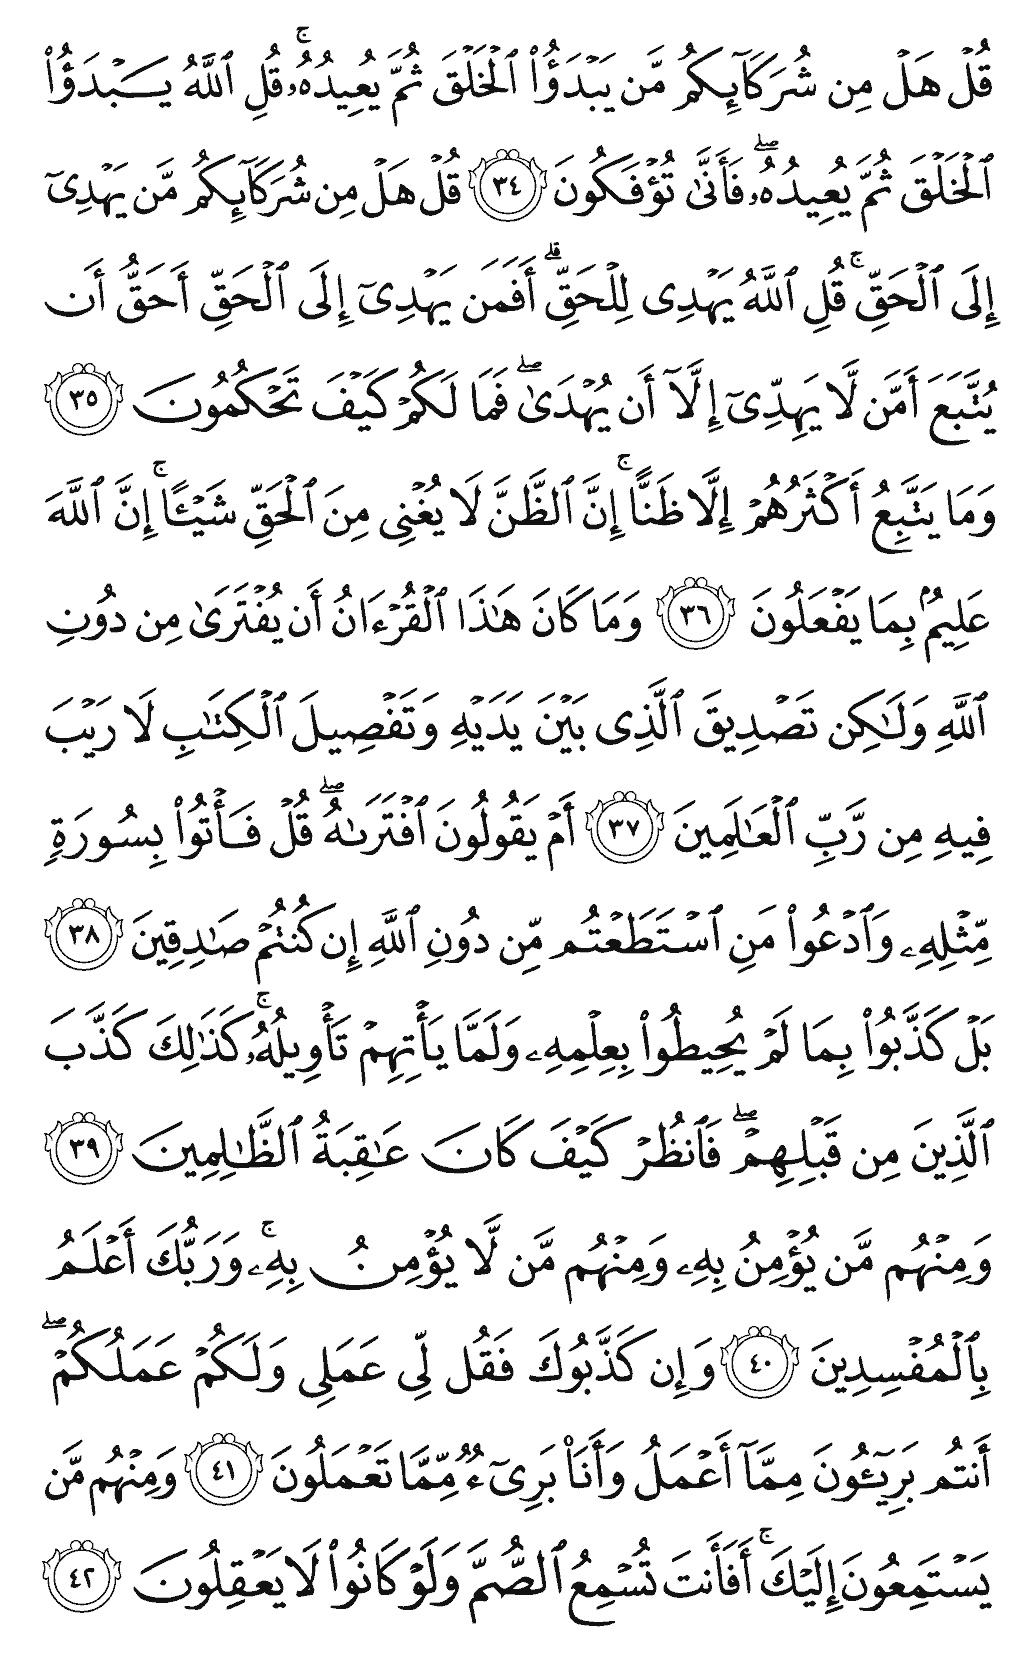 قُلْ هَلْ مِن شُرَكَآئِكُم مَّن يَبْدَؤُا۟ ٱلْخَلْقَ ثُمَّ يُعِيدُهُۥ ۚ قُلِ ٱللَّهُ يَبْدَؤُا۟
ٱلْخَلْقَ ثُمَّ يُعِيدُهُۥ ۖ فَأَنَّىٰ تُؤْفَكُونَ ٣٤ قُلْ هَلْ مِن شُرَكَآئِكُم مَّن يَهْدِىٓ
إِلَى ٱلْحَقِّ ۚ قُلِ ٱللَّهُ يَهْدِى لِلْحَقِّ ۗ أَفَمَن يَهْدِىٓ إِلَى ٱلْحَقِّ أَحَقُّ أَن
يُتَّبَعَ أَمَّن لَّا يَهِدِّىٓ إِلَّآ أَن يُهْدَىٰ ۖ فَمَا لَكُمْ كَيْفَ تَحْكُمُونَ ٣٥
وَمَا يَتَّبِعُ أَكْثَرُهُمْ إِلَّا ظَنًّا ۚ إِنَّ ٱلظَّنَّ لَا يُغْنِى مِنَ ٱلْحَقِّ شَيْـًٔا ۚ إِنَّ ٱللَّهَ
عَلِيمٌۢ بِمَا يَفْعَلُونَ ٣٦ وَمَا كَانَ هَـٰذَا ٱلْقُرْءَانُ أَن يُفْتَرَىٰ مِن دُونِ
ٱللَّهِ وَلَـٰكِن تَصْدِيقَ ٱلَّذِى بَيْنَ يَدَيْهِ وَتَفْصِيلَ ٱلْكِتَـٰبِ لَا رَيْبَ
فِيهِ مِن رَّبِّ ٱلْعَـٰلَمِينَ ٣٧ أَمْ يَقُولُونَ ٱفْتَرَىٰهُ ۖ قُلْ فَأْتُوا۟ بِسُورَةٍ
مِّثْلِهِۦ وَٱدْعُوا۟ مَنِ ٱسْتَطَعْتُم مِّن دُونِ ٱللَّهِ إِن كُنتُمْ صَـٰدِقِينَ ٣٨
بَلْ كَذَّبُوا۟ بِمَا لَمْ يُحِيطُوا۟ بِعِلْمِهِۦ وَلَمَّا يَأْتِهِمْ تَأْوِيلُهُۥ ۚ كَذَٰلِكَ كَذَّبَ
ٱلَّذِينَ مِن قَبْلِهِمْ ۖ فَٱنظُرْ كَيْفَ كَانَ عَـٰقِبَةُ ٱلظَّـٰلِمِينَ ٣٩
وَمِنْهُم مَّن يُؤْمِنُ بِهِۦ وَمِنْهُم مَّن لَّا يُؤْمِنُ بِهِۦ ۚ وَرَبُّكَ أَعْلَمُ
بِٱلْمُفْسِدِينَ ٤٠ وَإِن كَذَّبُوكَ فَقُل لِّى عَمَلِى وَلَكُمْ عَمَلُكُمْ ۖ
أَنتُم بَرِيٓـُٔونَ مِمَّآ أَعْمَلُ وَأَنَا۠ بَرِىٓءٌ مِّمَّا تَعْمَلُونَ ٤١ وَمِنْهُم مَّن
يَسْتَمِعُونَ إِلَيْكَ ۚ أَفَأَنتَ تُسْمِعُ ٱلصُّمَّ وَلَوْ كَانُوا۟ لَا يَعْقِلُونَ ٤٢